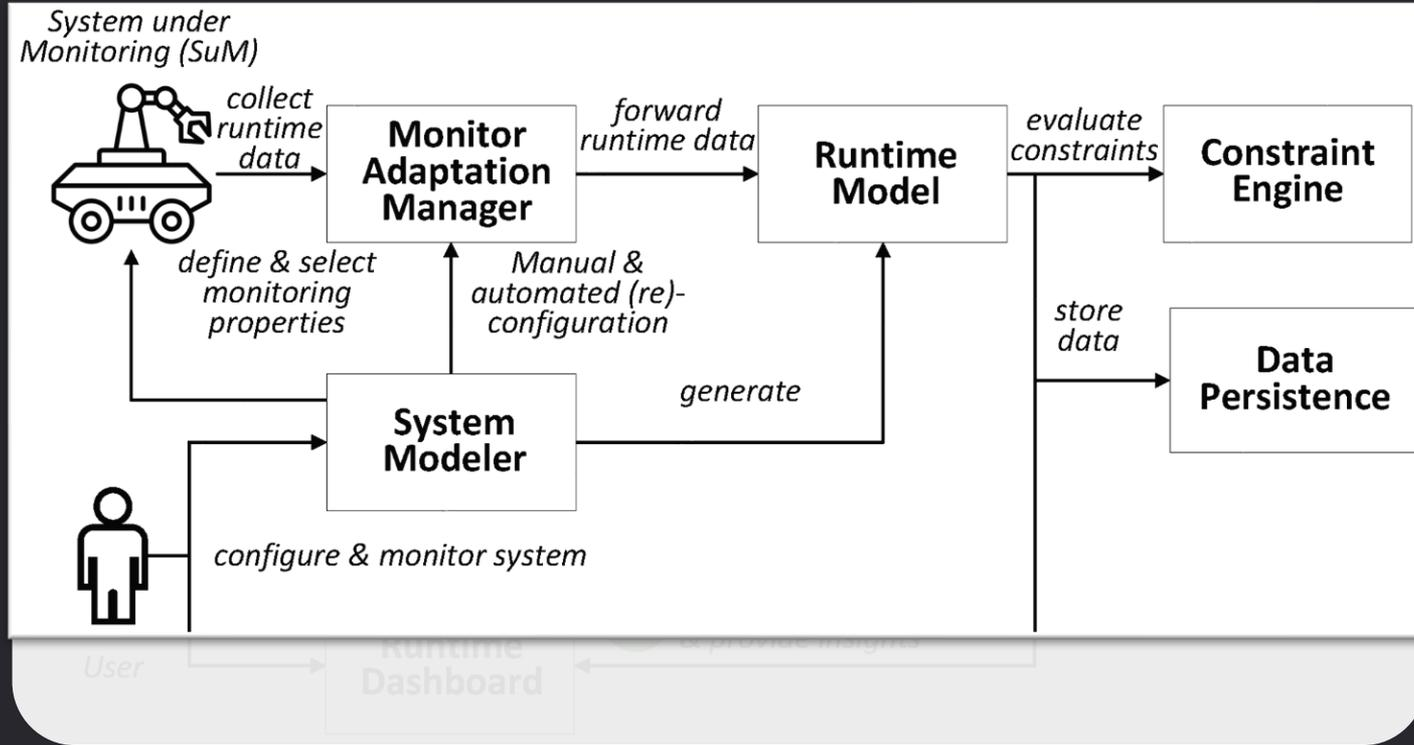 System under
Monitoring (SuM)
collect
runtime
data
Monitor
Adaptation
Manager
forward
runtime data
Runtime
Model
evaluate
constraints
Constraint
Engine
define & select
monitoring
properties
Manual &
automated (re)-
configuration
store
data
Data
Persistence
System
Modeler
generate
configure & monitor system
User
Runtime
Dashboard
& provide insights